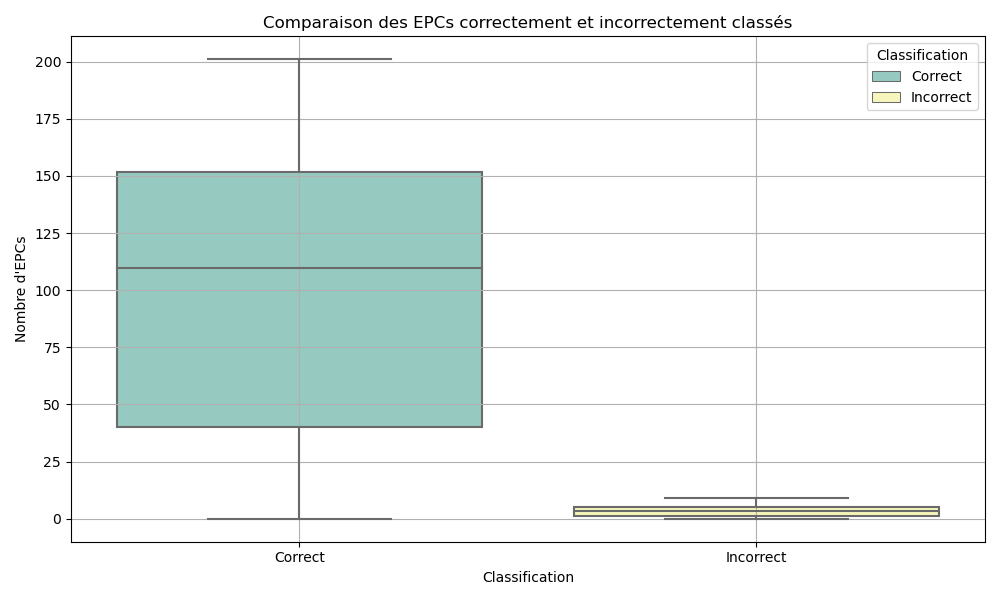 Comparaison des EPCs correctement et incorrectement classés
Classification
Correct
Incorrect
Nombre d'EPCs
200
175
150
125
100
75
50
25
0
Correct
Incorrect
Classification